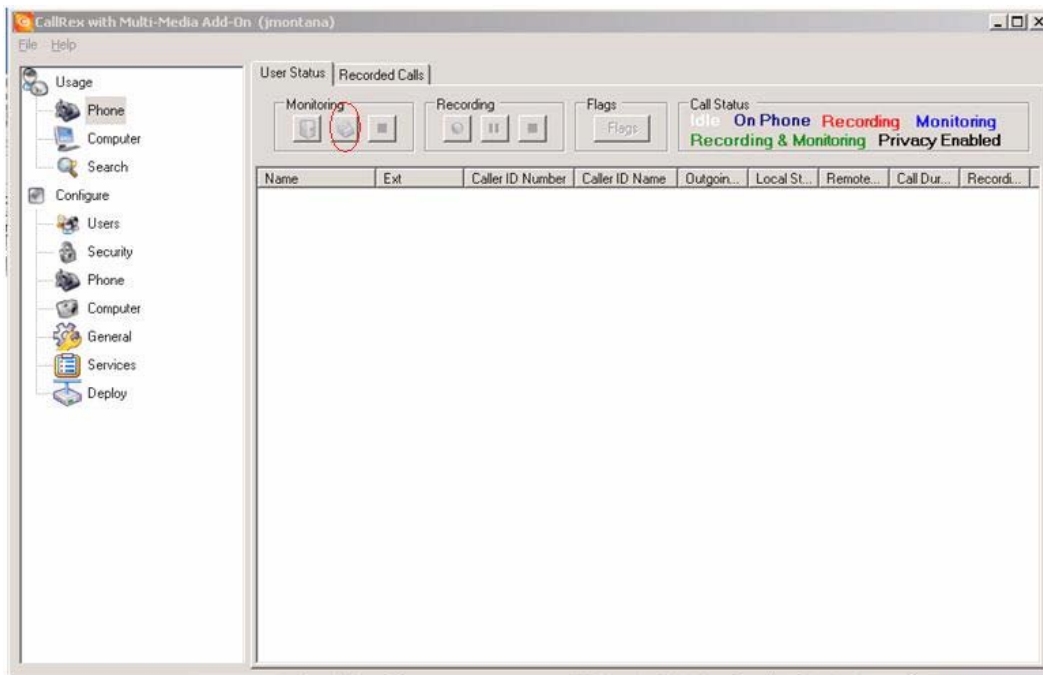 CallRex with Multi-Media Add-On (jmontana)
File Help
Usage
Phone
Computer
Search
Configure
Users
Security
Phone
Computer
General
Services
Deploy
User Status Recorded Calls
Monitoring Recording Flags Call Status
Flags
Idle On Phone Recording Monitoring
Recording & Monitoring Privacy Enabled
Name Ext Caller ID Number Caller ID Name Outgoin... Local St... Remote... Call Dur... Recordi...